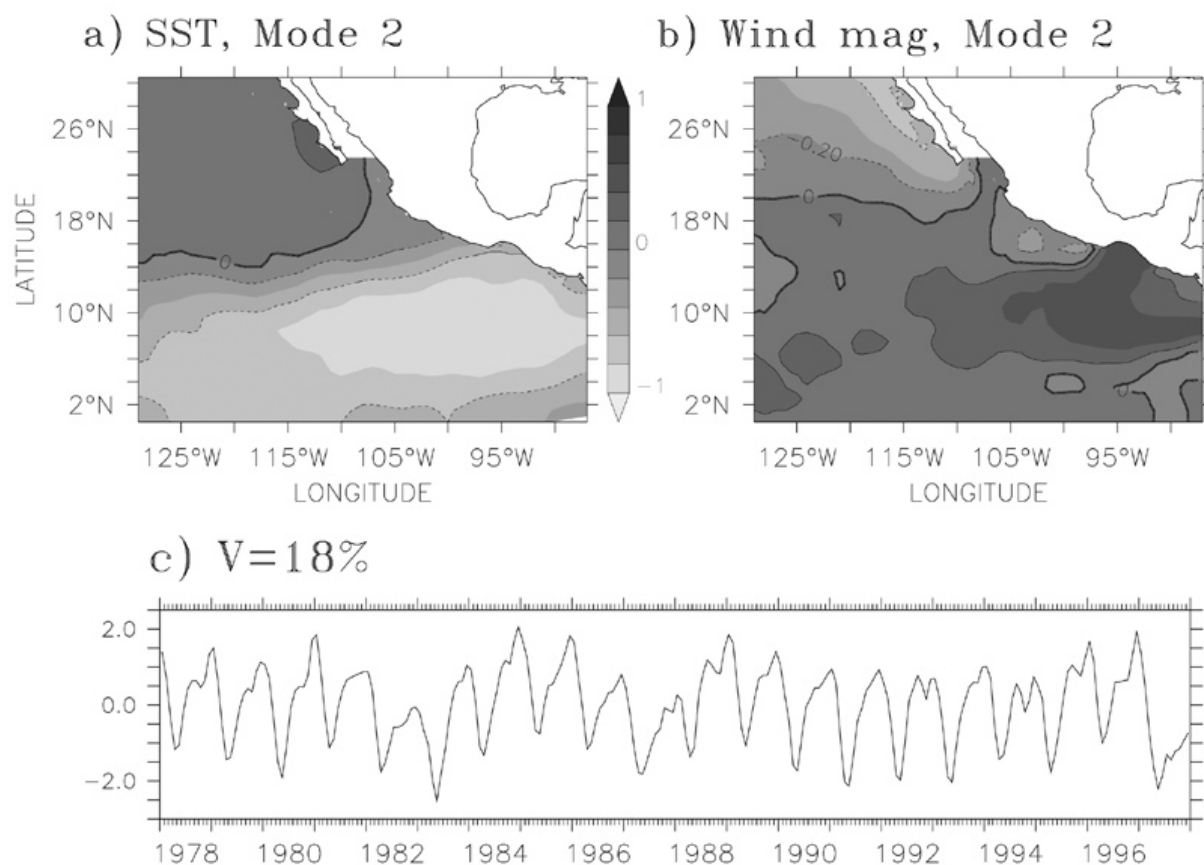 a) SST, Mode 2
b) Wind mag, Mode 2
LATITUDE
26°N
18°N
10°N
2°N
125°W 115°W 105°W 95°W
LONGITUDE
0
1
0
-1
26°N
18°N
10°N
2°N
125°W 115°W 105°W 95°W
LONGITUDE
-0.20
0
0
c) V=18%
2.0
0.0
-2.0
1978 1980 1982 1984 1986 1988 1990 1992 1994 1996